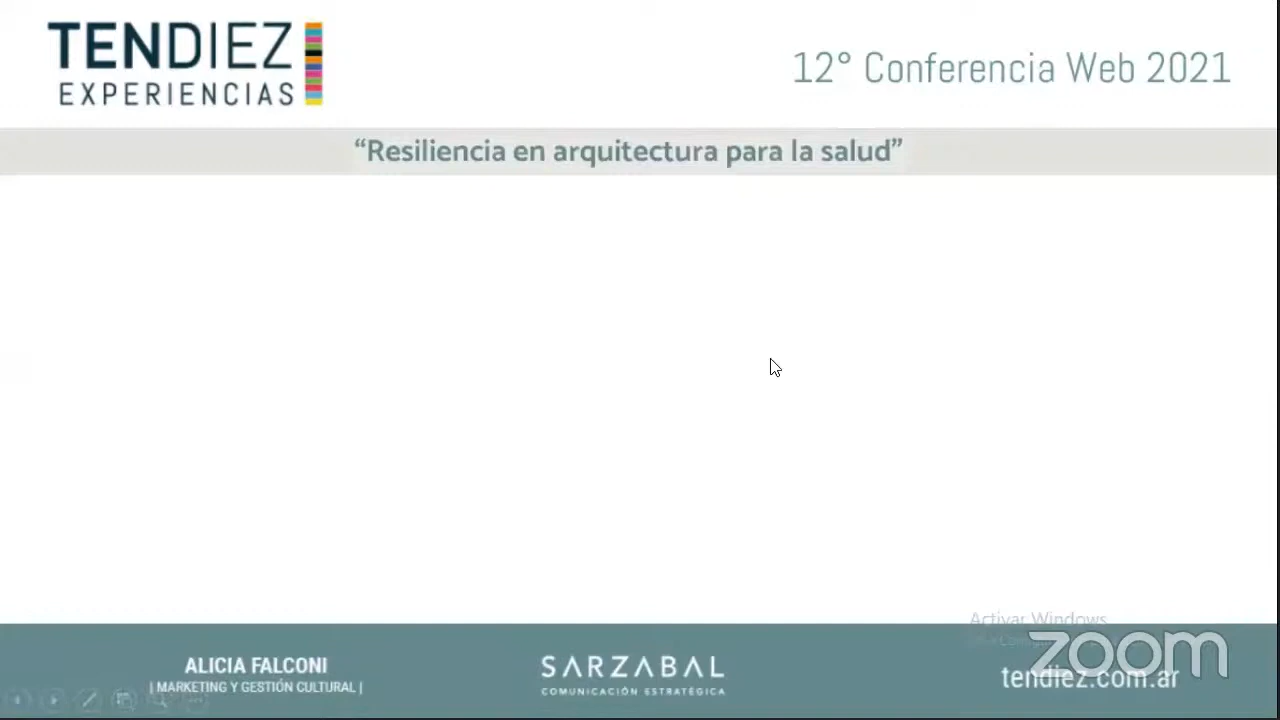 TENDIEZ
EXPERIENCIAS
12° Conferencia Web 2021
“Resiliencia en arquitectura para la salud”
Activar Windows
zoom
ALICIA FALCONI
| MARKETING Y GESTIÓN CULTURAL |
SARZABAL
COMUNICACIÓN ESTRATÉGICA
tendiez.com.ar